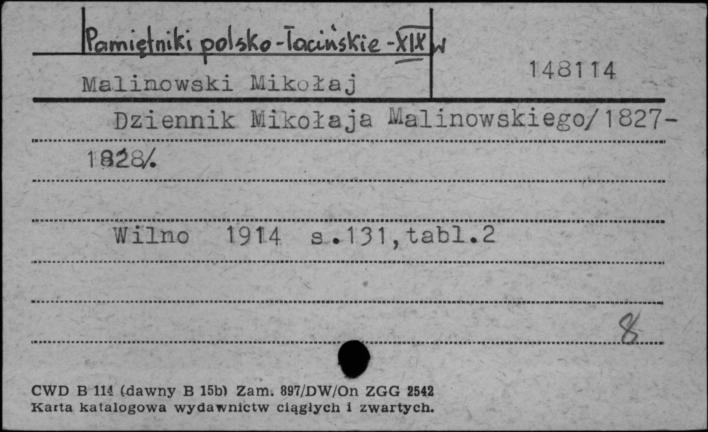 Pamiętniki polsko-łacińskie-XIX w
Malinowski Mikołaj
148114
Dziennik Mikołaja Malinowskiego/1827-
1828/.
Wilno 1914 s.131,tabl.2
8
CWD B 114 (dawny B 15b) Zam. 897/DW/On ZGG 2542
Karta katalogowa wydawnictw ciągłych i zwartych.